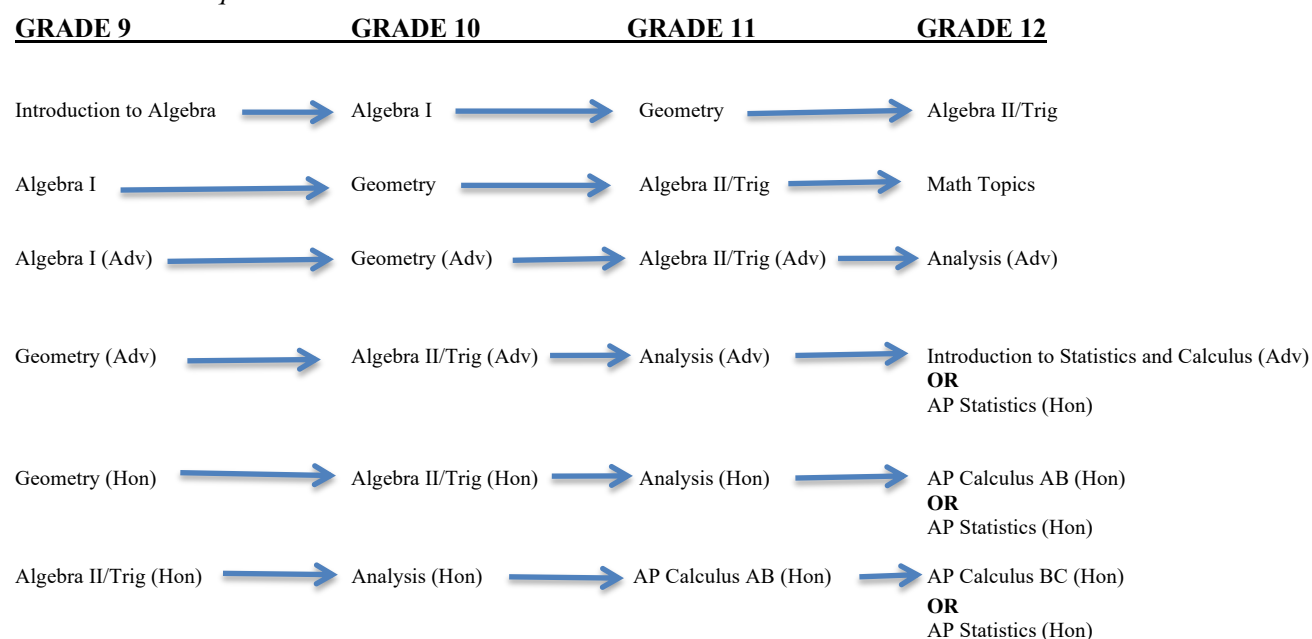 GRADE 9 GRADE 10 GRADE 11 GRADE 12
Introduction to Algebra Algebra I Geometry Algebra II/Trig
Algebra I Geometry Algebra II/Trig Math Topics
Algebra I (Adv) Geometry (Adv) Algebra II/Trig (Adv) Analysis (Adv)
Geometry (Adv) Algebra II/Trig (Adv) Analysis (Adv) Introduction to Statistics and Calculus (Adv)
OR
AP Statistics (Hon)
Geometry (Hon) Algebra II/Trig (Hon) Analysis (Hon) AP Calculus AB (Hon)
OR
AP Statistics (Hon)
Algebra II/Trig (Hon) Analysis (Hon) AP Calculus AB (Hon) AP Calculus BC (Hon)
OR
AP Statistics (Hon)